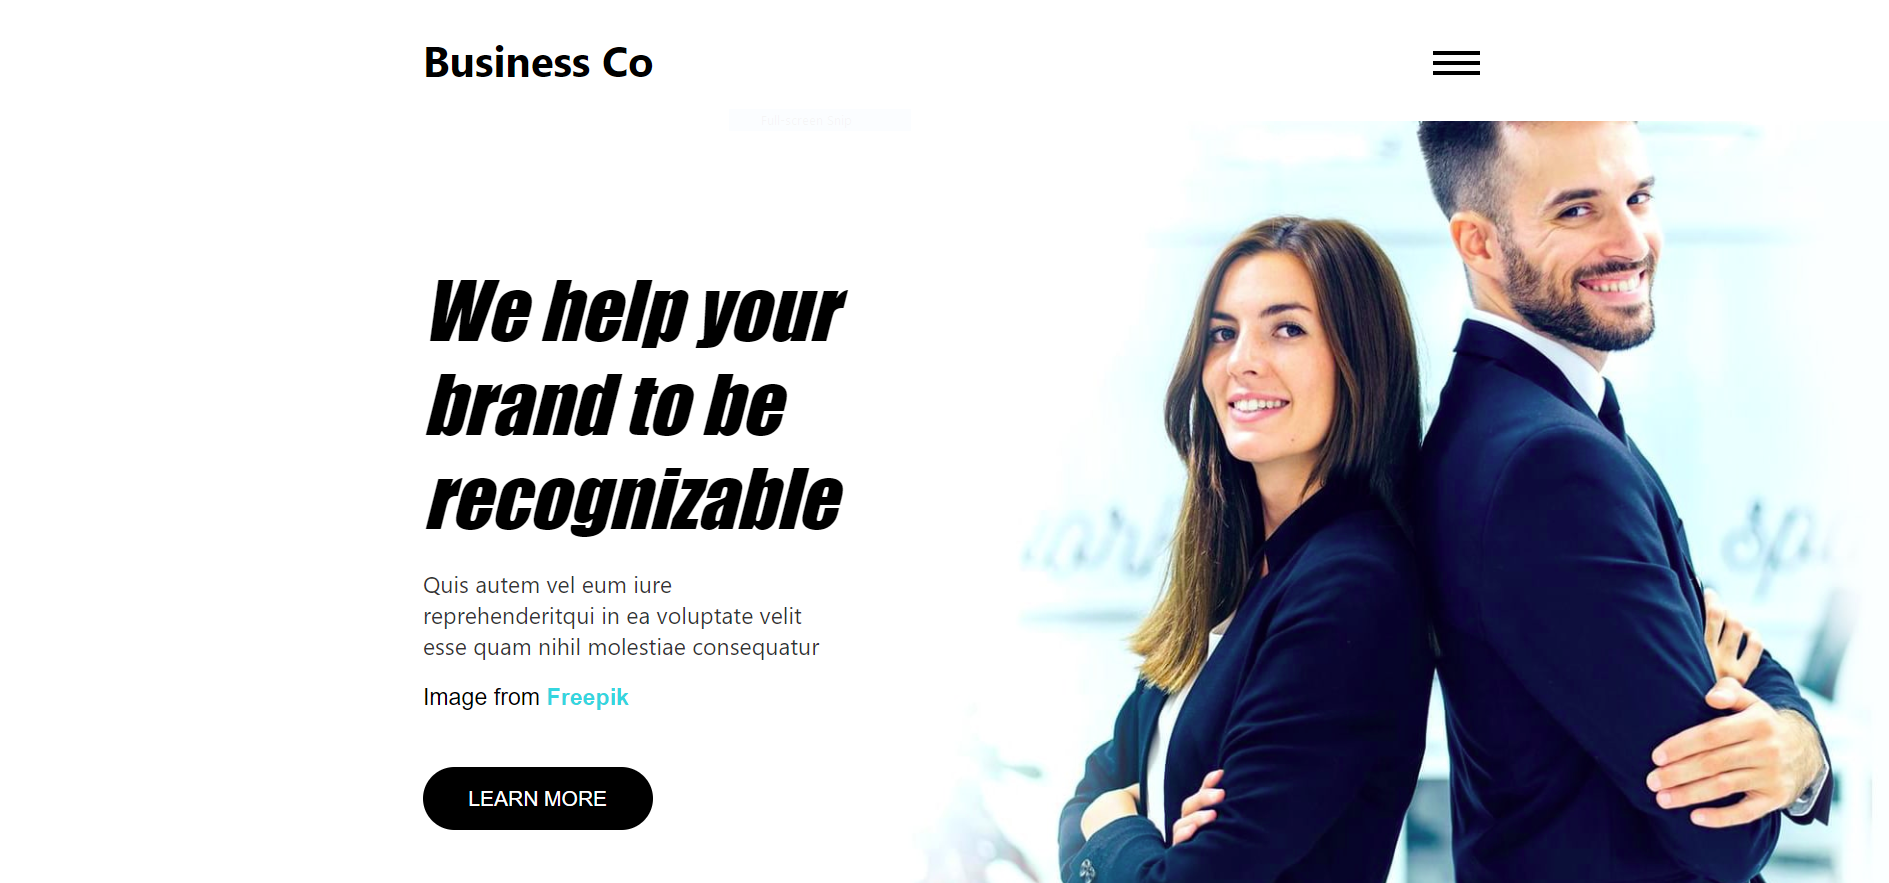 Business Co
Full-screen Snip
We help your
brand to be
recognizable
Quis autem vel eum iure
reprehenderitqui in ea voluptate velit
esse quam nihil molestiae consequatur
Image from Freepik
LEARN MORE